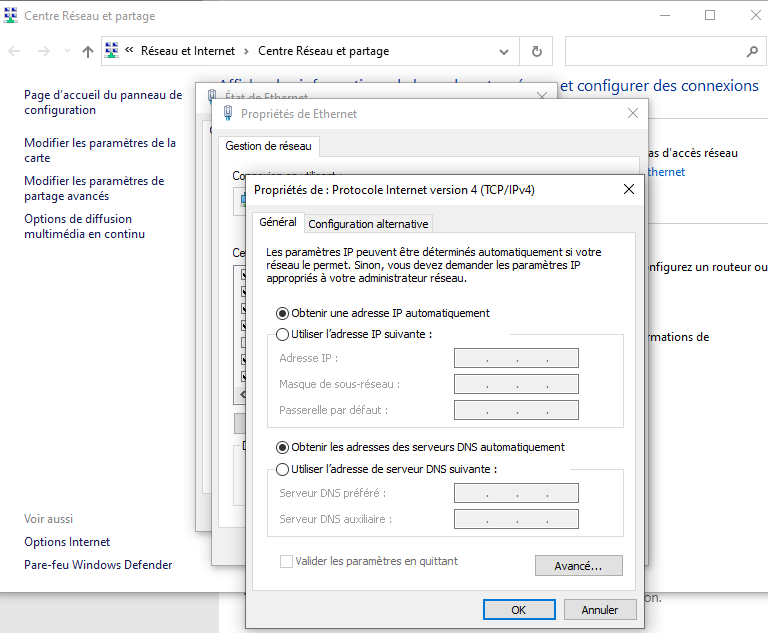 Centre Réseau et partage
« Réseau et Internet › Centre Réseau et partage
Page d'accueil du panneau de
configuration
Modifier les paramètres de la
carte
Modifier les paramètres de
partage avancés
Options de diffusion
multimédia en continu
Voir aussi
Options Internet
Pare-feu Windows Defender
et configurer des connexions
d'accès réseau
nfigurez un routeur ou
rmations de
on.
État de Ethernet
Propriétés de Ethernet
Gestion de réseau
Propriétés de : Protocole Internet version 4 (TCP/IPv4)
Général
Configuration alternative
Les paramètres IP peuvent être déterminés automatiquement si votre
réseau le permet. Sinon, vous devez demander les paramètres IP
appropriés à votre administrateur réseau.
Obtenir une adresse IP automatiquement
Utiliser l'adresse IP suivante :
Adresse IP :
Masque de sous-réseau :
Passerelle par défaut :
Obtenir les adresses des serveurs DNS automatiquement
Utiliser l'adresse de serveur DNS suivante :
Serveur DNS préféré :
Serveur DNS auxiliaire :
Valider les paramètres en quittant
Avancé...
OK
Annuler